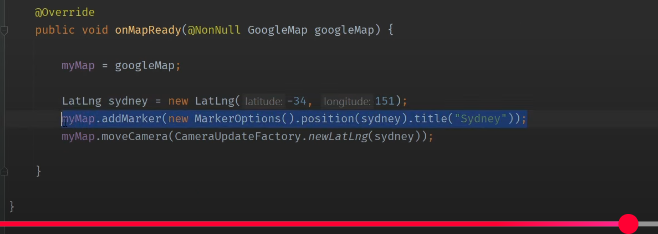 @Override
public void onMapReady(@NonNull GoogleMap googleMap) {
myMap = googleMap;
LatLng sydney = new LatLng( latitude: -34, longitude: 151);
myMap.addMarker(new MarkerOptions().position(sydney).title("Sydney"));
myMap.moveCamera(CameraUpdateFactory.newLatLng(sydney));
}
}